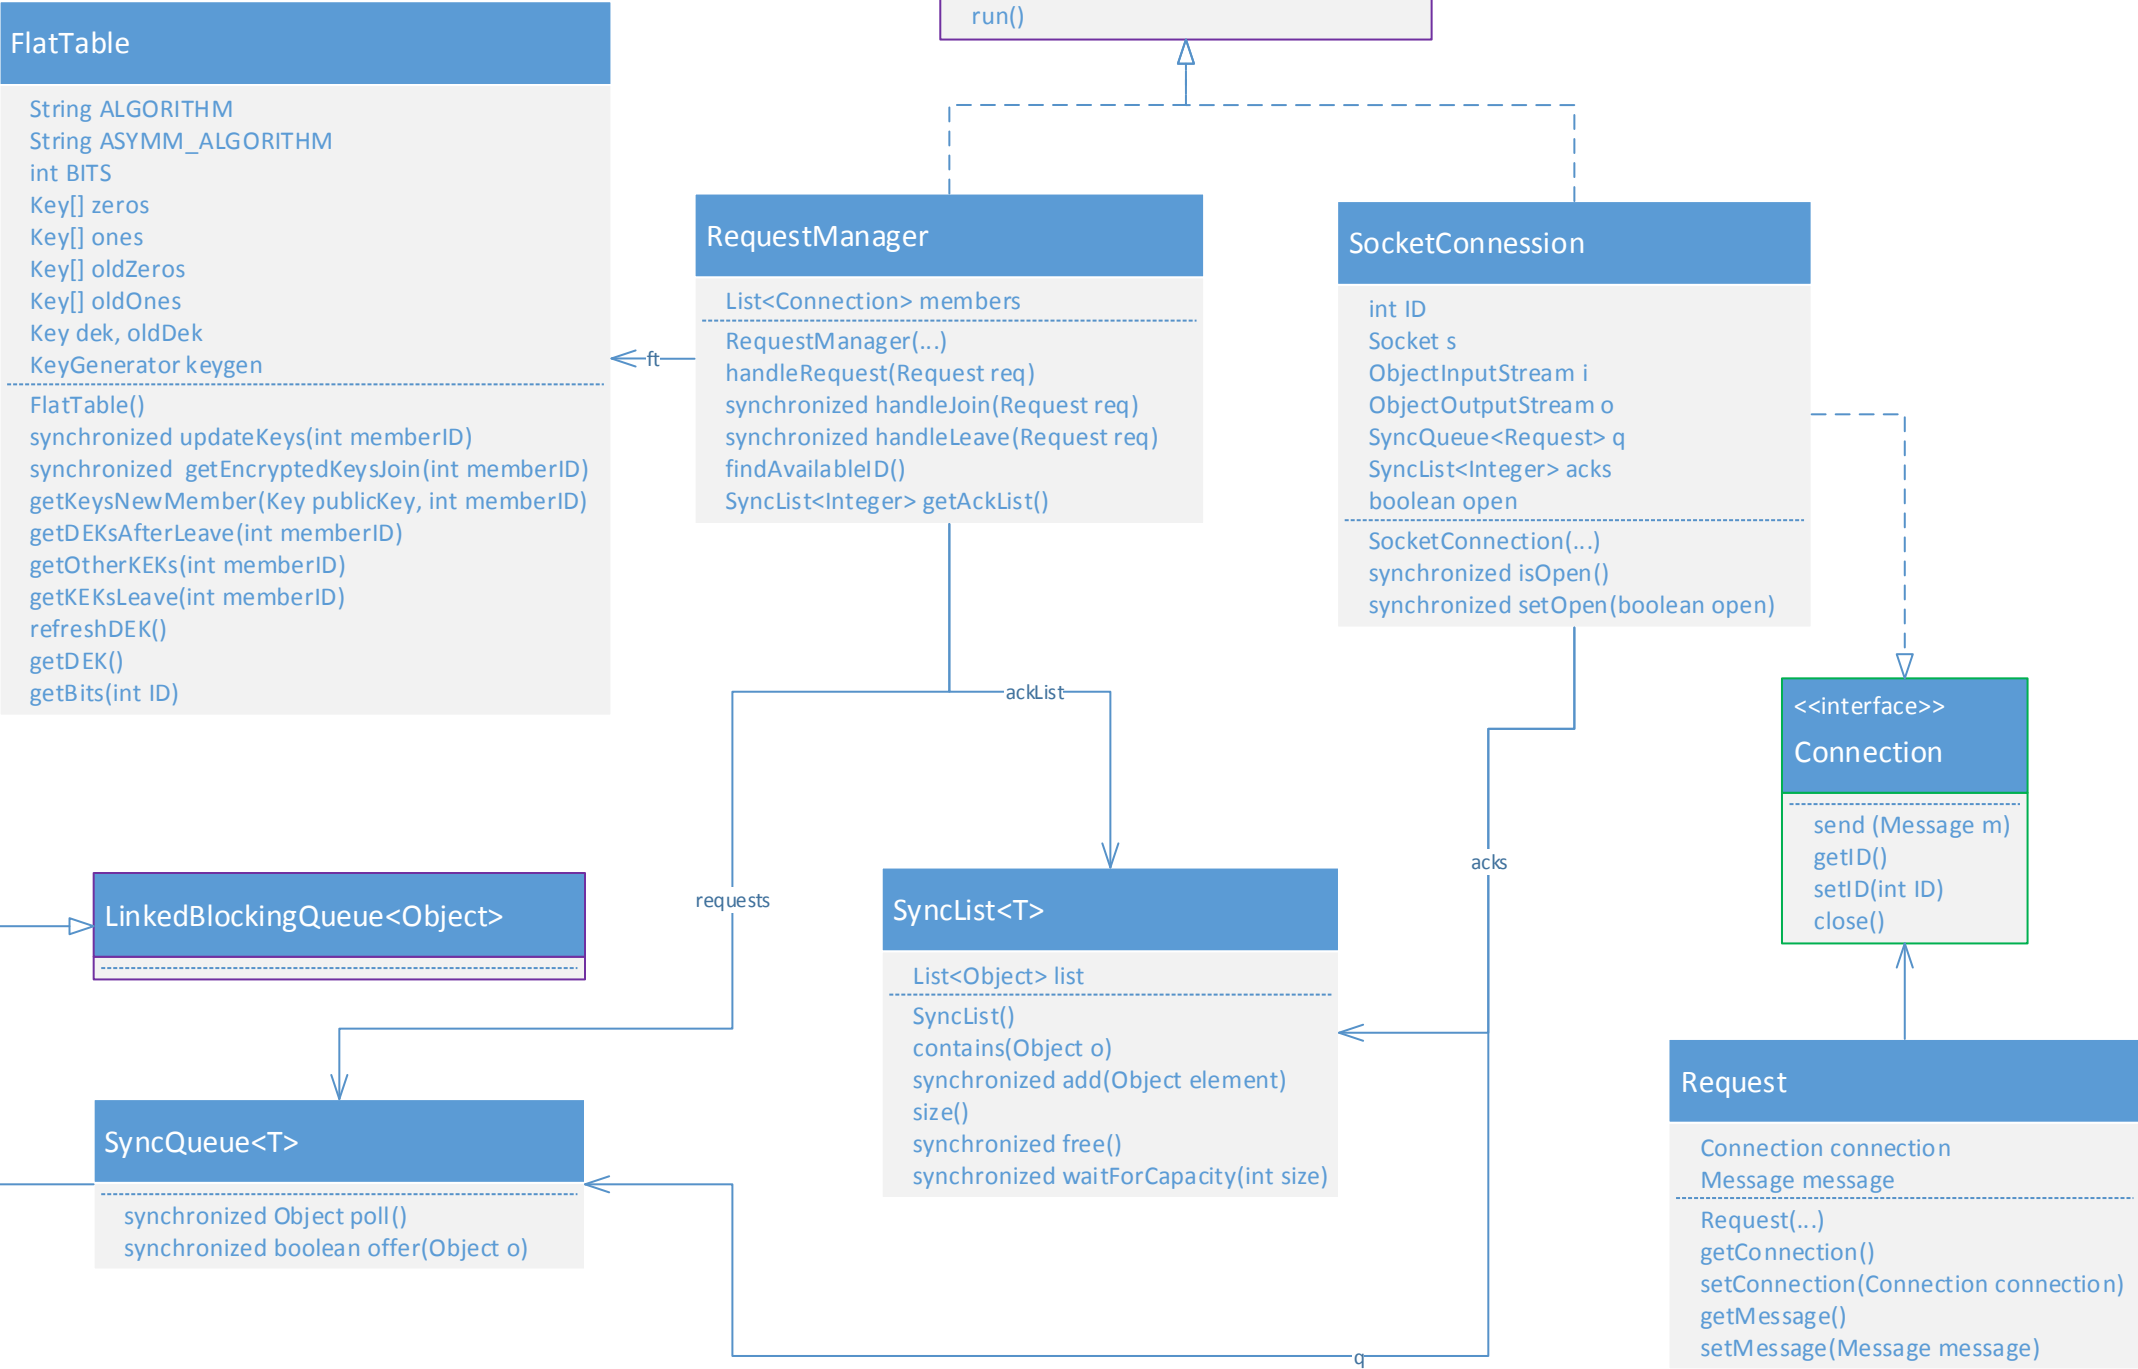 run()
FlatTable
String ALGORITHM
String ASYMM_ALGORITHM
int BITS
Key[] zeros
Key[] ones
Key[] oldZeros
Key[] oldOnes
Key dek, oldDek
KeyGenerator keygen
FlatTable()
synchronized updateKeys(int memberID)
synchronized  getEncryptedKeysJoin(int memberID)
getKeysNewMember(Key publicKey, int memberID)
getDEKsAfterLeave(int memberID)
getOtherKEKs(int memberID)
getKEKsLeave(int memberID)
refreshDEK()
getDEK()
getBits(int ID)
ft
RequestManager
List<Connection> members
RequestManager(...)
handleRequest(Request req)
synchronized handleJoin(Request req)
synchronized handleLeave(Request req)
findAvailableID()
SyncList<Integer> getAckList()
SocketConnession
int ID
Socket s
ObjectInputStream i
ObjectOutputStream o
SyncQueue<Request> q
SyncList<Integer> acks
boolean open
SocketConnection(...)
synchronized isOpen()
synchronized setOpen(boolean open)
ackList
requests
acks
<<interface>>
Connection
send (Message m)
getID()
setID(int ID)
close()
LinkedBlockingQueue<Object>
SyncList<T>
List<Object> list
SyncList()
contains(Object o)
synchronized add(Object element)
size()
synchronized free()
synchronized waitForCapacity(int size)
SyncQueue<T>
synchronized Object poll()
synchronized boolean offer(Object o)
q
Request
Connection connection
Message message
Request(...)
getConnection()
setConnection(Connection connection)
getMessage()
setMessage(Message message)